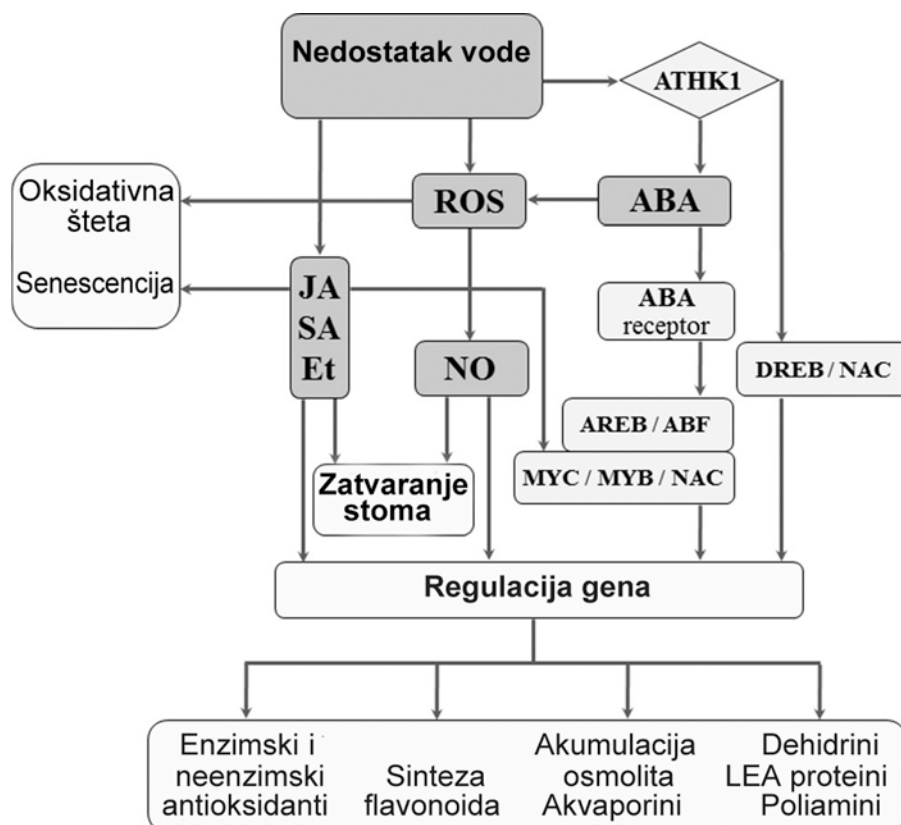 Nedostatak vode
ATHK1
Oksidativna
šteta
Senescencija
ROS
ABA
JA
SA
Et
ABA
receptor
NO
DREB / NAC
AREB / ABF
MYC / MYB / NAC
Zatvaranje
stoma
Regulacija gena
Enzimski i
neenzimski
antioksidanti
Sinteza
flavonoida
Akumulacija
osmolita
Akvaporini
Dehidrini
LEA proteini
Poliamini